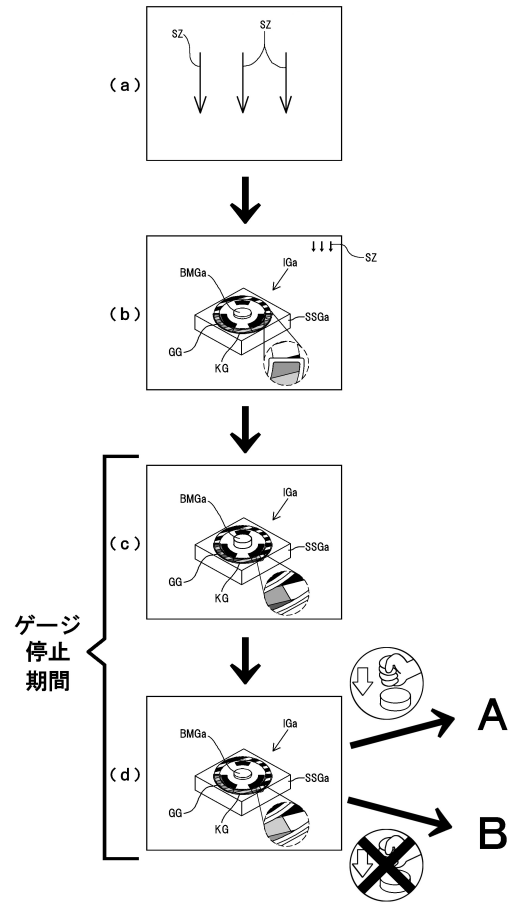 SZ
SZ
(a)
SZ
IGa
BMGa
(b)
SSGa
GG
KG
IGa
BMGa
(c)
SSGa
GG
KG
ゲージ
停止
期間
IGa
A
BMGa
(d)
SSGa
GG
KG
B